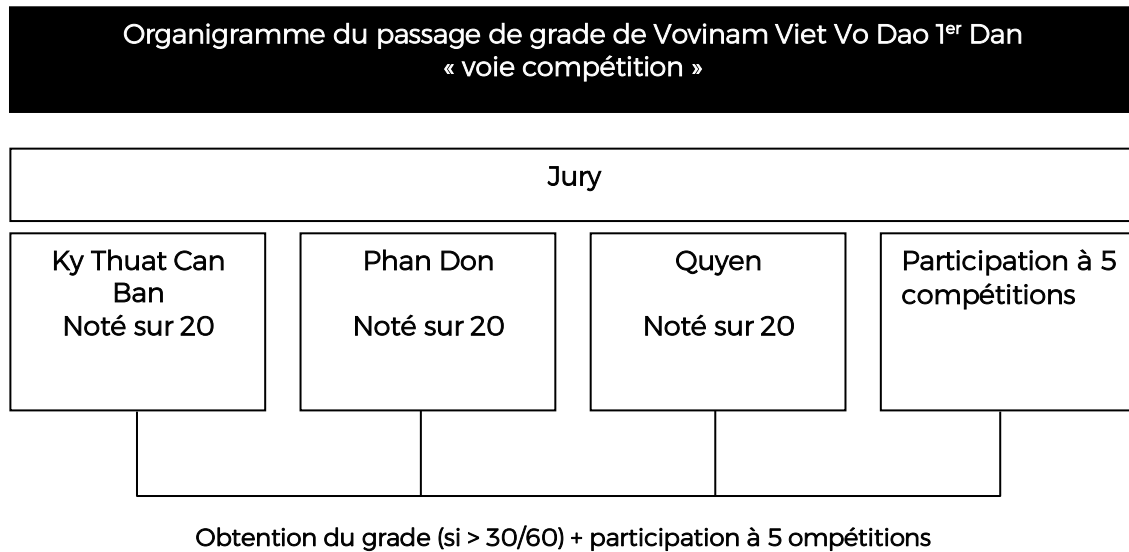 Organigramme du passage de grade de Vovinam Viet Vo Dao 1er Dan
« voie compétition »
Jury
Ky Thuat Can
Ban
Noté sur 20
Phan Don
Noté sur 20
Quyen
Noté sur 20
Participation à 5
compétitions
Obtention du grade (si > 30/60) + participation à 5 ompétitions